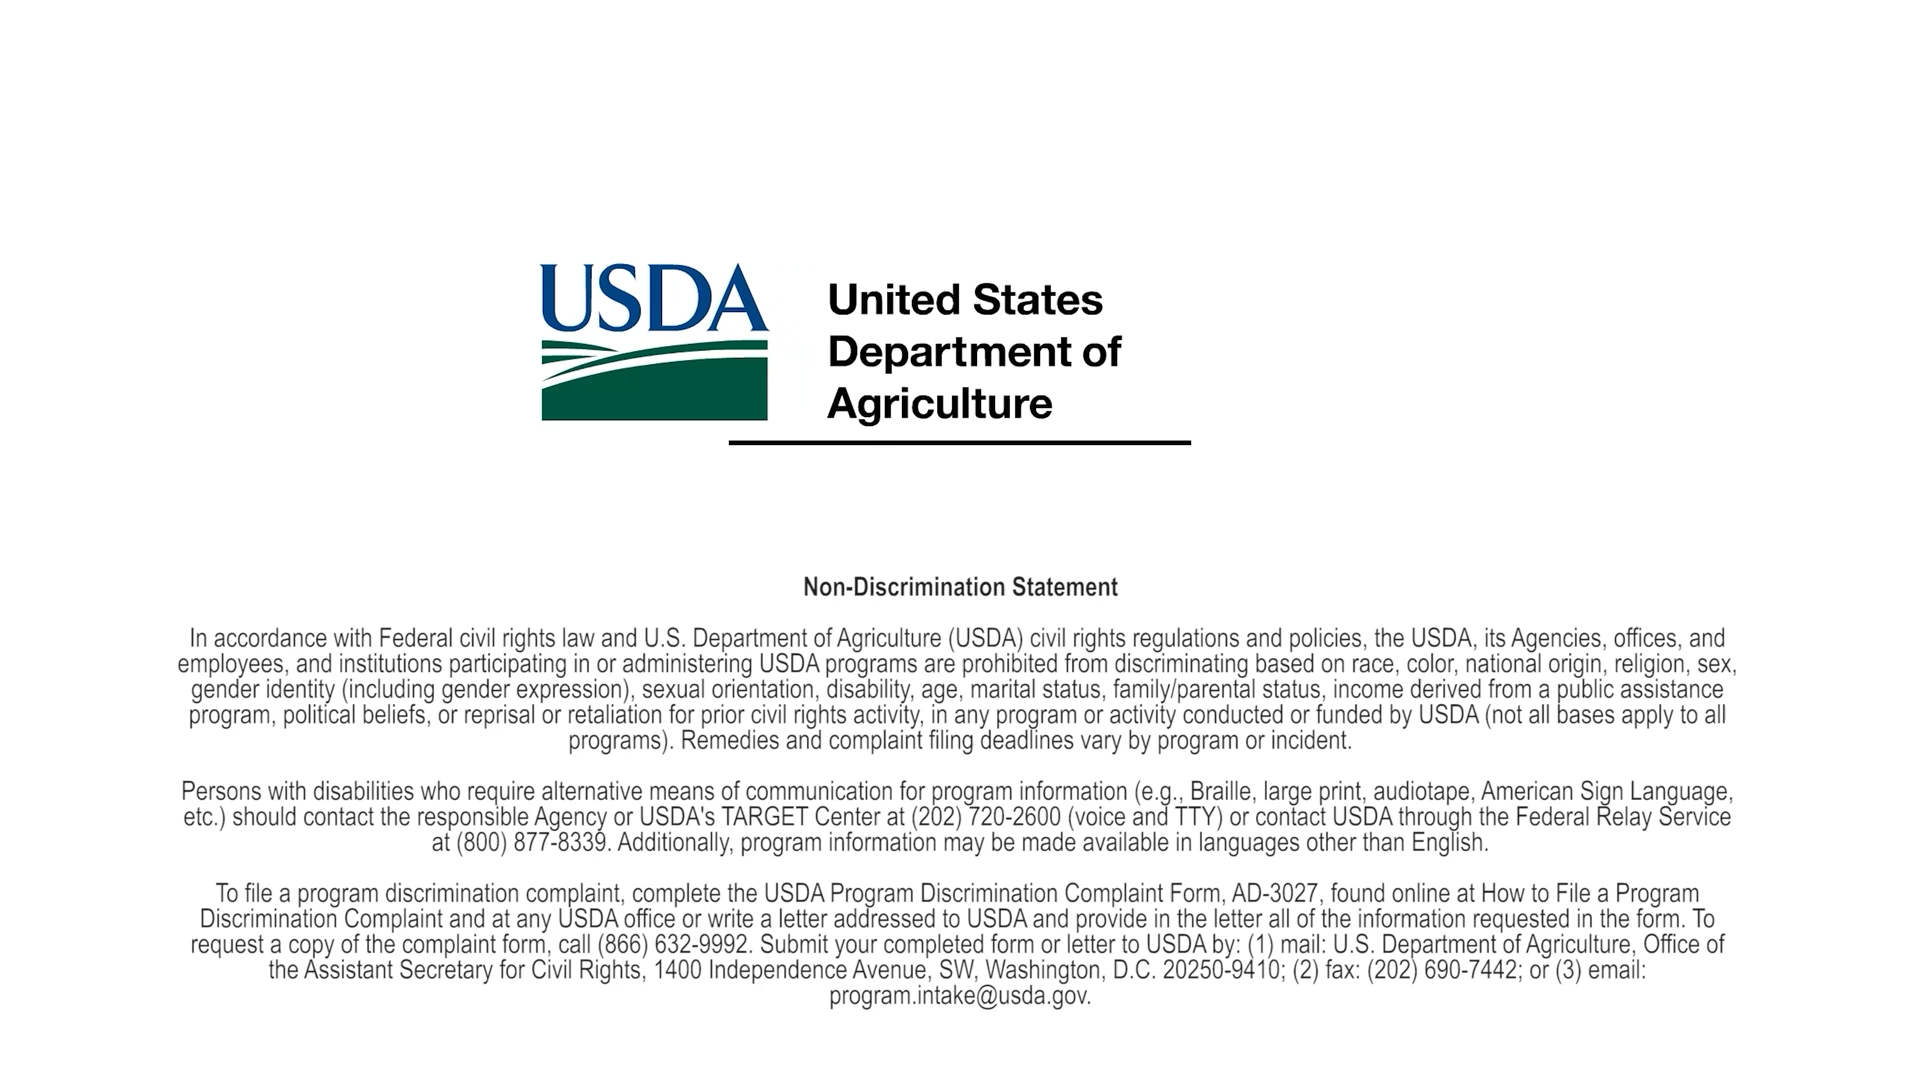 USDA
United States
Department of
Agriculture
Non-Discrimination Statement
In accordance with Federal civil rights law and U.S. Department of Agriculture (USDA) civil rights regulations and policies, the USDA, its Agencies, offices, and
employees, and institutions participating in or administering USDA programs are prohibited from discriminating based on race, color, national origin, religion, sex,
gender identity (including gender expression), sexual orientation, disability, age, marital status, family/parental status, income derived from a public assistance
program, political beliefs, or reprisal or retaliation for prior civil rights activity, in any program or activity conducted or funded by USDA (not all bases apply to all
programs). Remedies and complaint filing deadlines vary by program or incident.
Persons with disabilities who require alternative means of communication for program information (e.g., Braille, large print, audiotape, American Sign Language,
etc.) should contact the responsible Agency or USDA's TARGET Center at (202) 720-2600 (voice and TTY) or contact USDA through the Federal Relay Service
at (800) 877-8339. Additionally, program information may be made available in languages other than English.
To file a program discrimination complaint, complete the USDA Program Discrimination Complaint Form, AD-3027, found online at How to File a Program
Discrimination Complaint and at any USDA office or write a letter addressed to USDA and provide in the letter all of the information requested in the form. To
request a copy of the complaint form, call (866) 632-9992. Submit your completed form or letter to USDA by: (1) mail: U.S. Department of Agriculture, Office of
the Assistant Secretary for Civil Rights, 1400 Independence Avenue, SW, Washington, D.C. 20250-9410; (2) fax: (202) 690-7442; or (3) email:
program.intake@usda.gov.